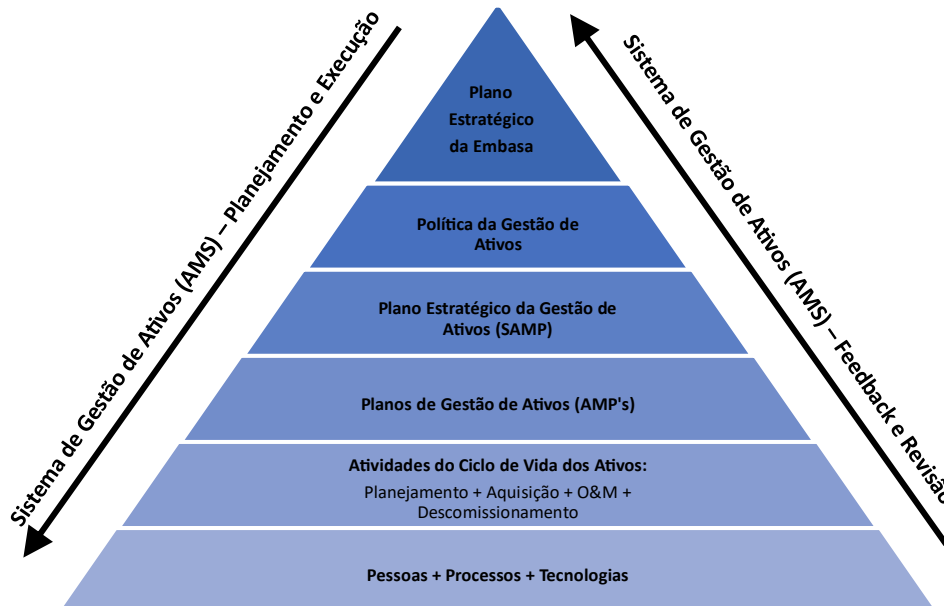 Sistema de Gestão de Ativos (AMS) – Planejamento e Execução
Sistema de Gestão de Ativos (AMS) – Feedback e Revisão
Plano
Estratégico
da Embasa
Política da Gestão de
Ativos
Plano Estratégico da Gestão de
Ativos (SAMP)
Planos de Gestão de Ativos (AMP's)
Atividades do Ciclo de Vida dos Ativos:
Planejamento + Aquisição + O&M +
Descomissionamento
Pessoas + Processos + Tecnologias